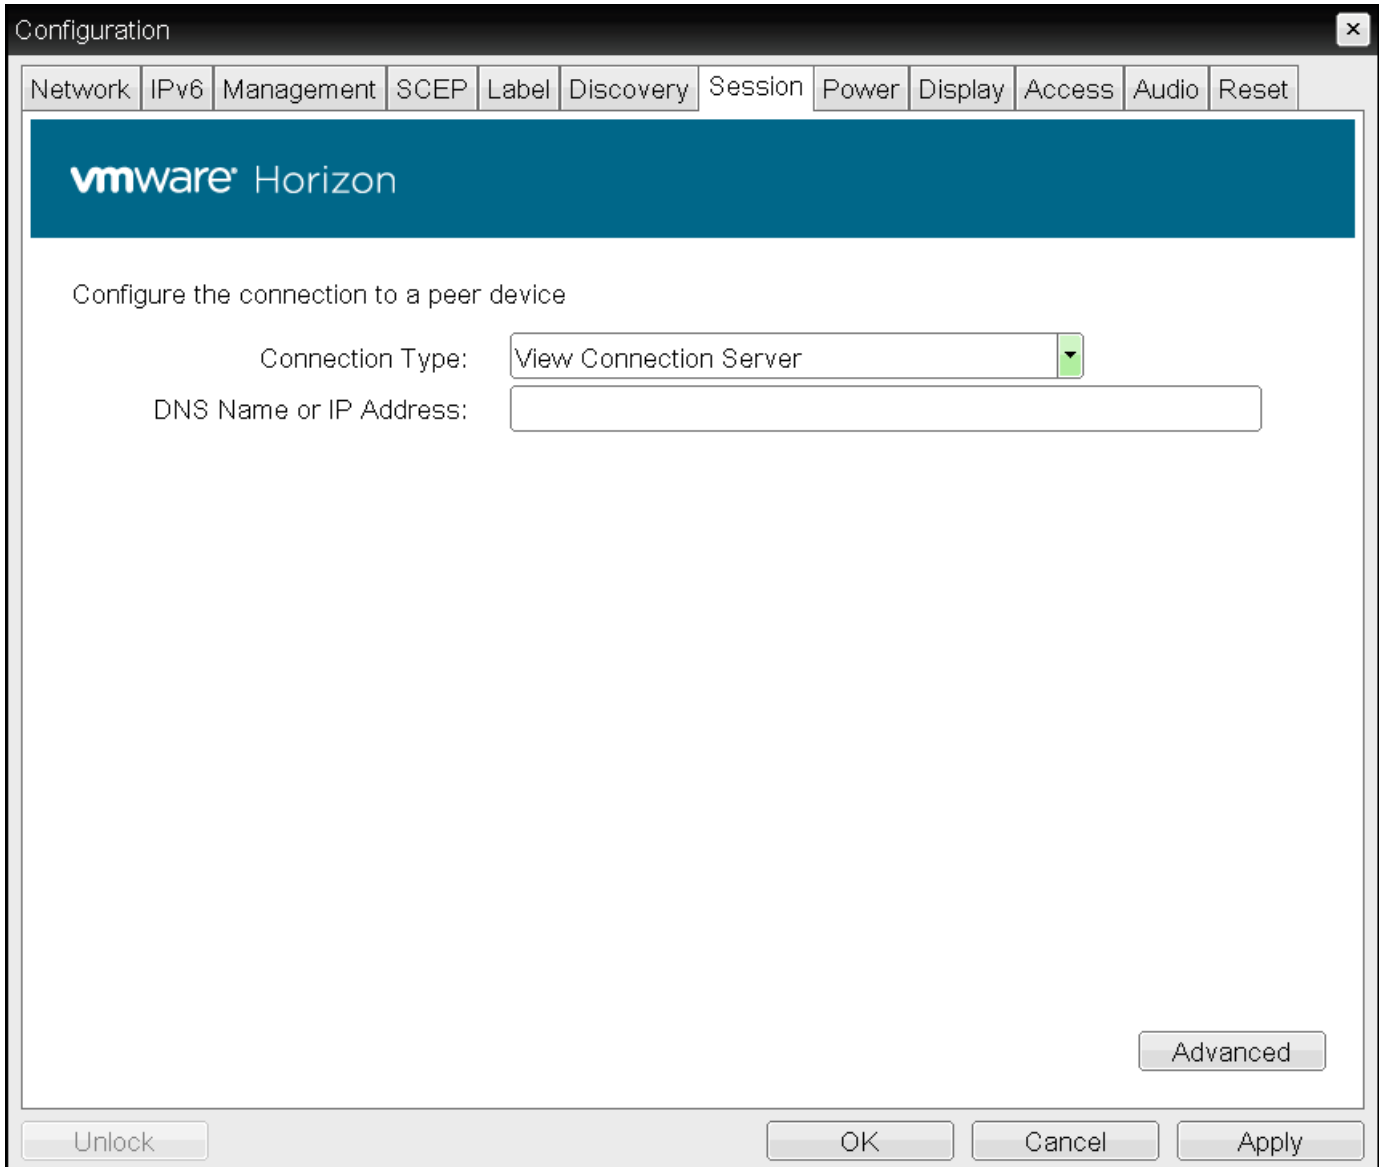 Configuration
Network IPv6 Management SCEP Label Discovery Session Power Display Access Audio Reset
vmware® Horizon
Configure the connection to a peer device
Connection Type: View Connection Server
DNS Name or IP Address:
Advanced
Unlock OK Cancel Apply